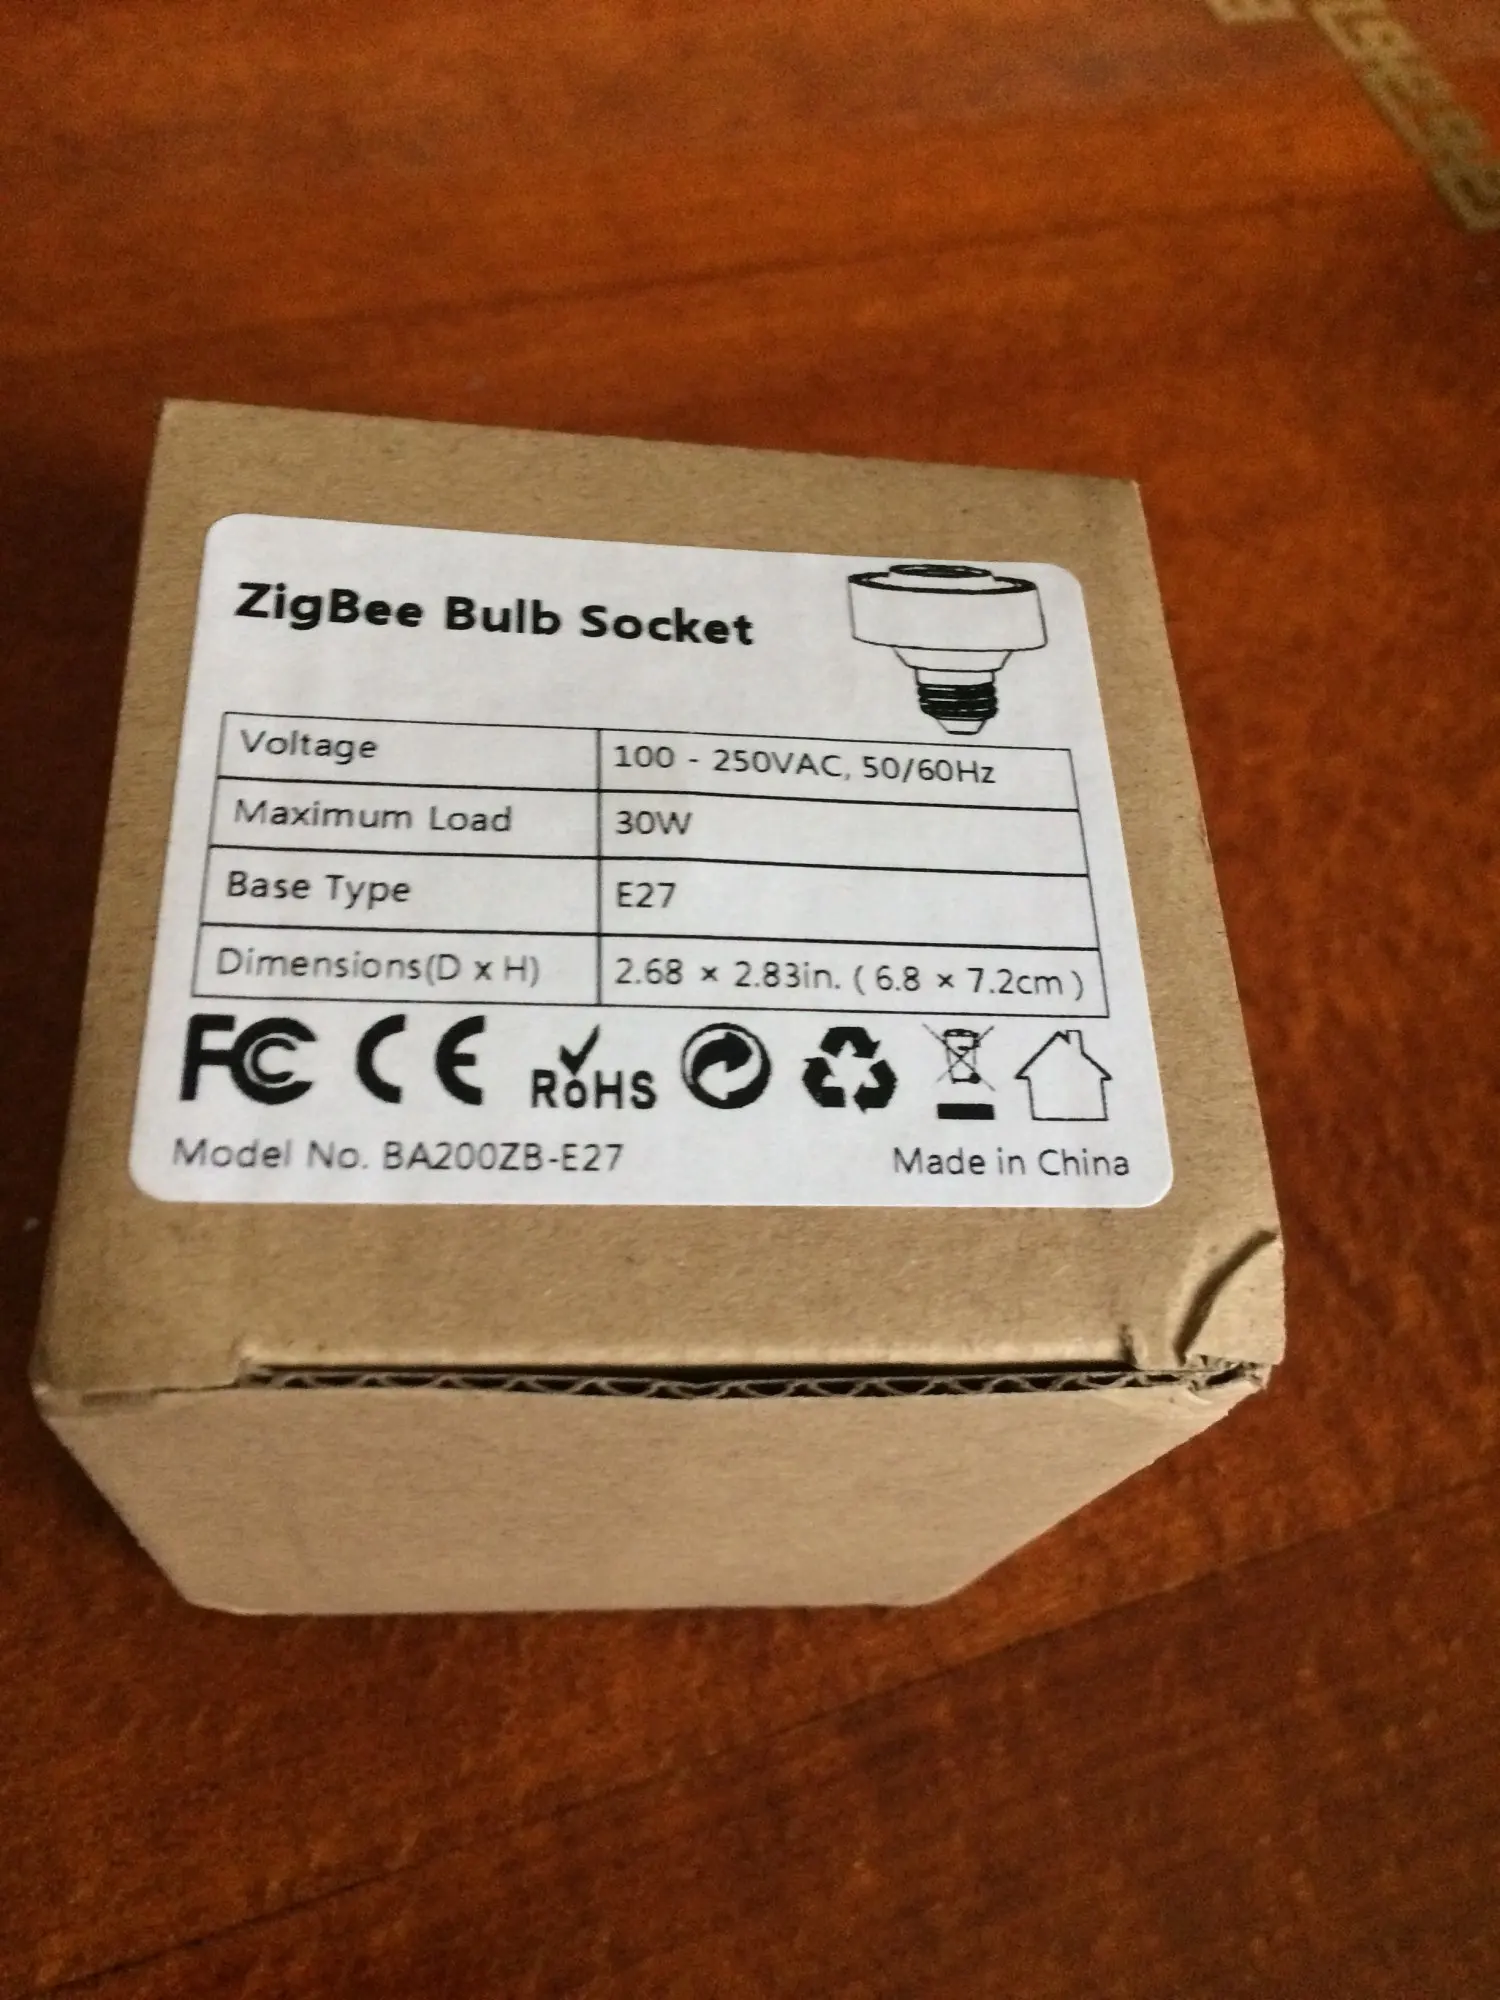 ZigBee Bulb Socket
Voltage 100 - 250VAC, 50/60Hz
Maximum Load 30W
Base Type E27
Dimensions(D x H) 2.68 × 2.83in. ( 6.8 × 7.2cm )
FC CE RoHS
Model No. BA200ZB-E27 Made in China